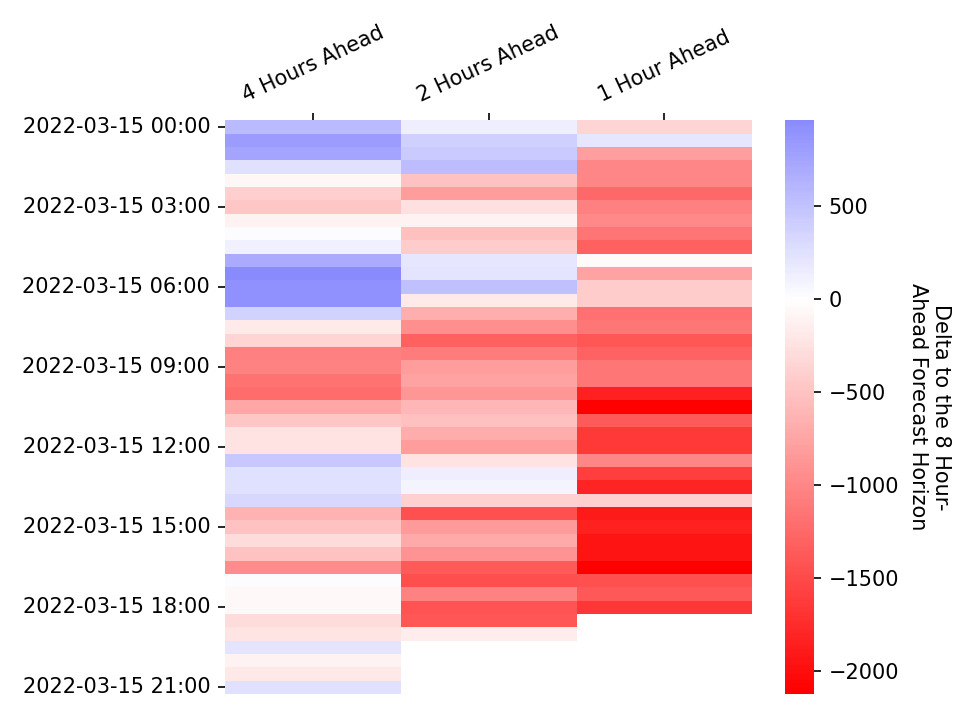 4 Hours Ahead
2 Hours Ahead
1 Hour Ahead
2022-03-15 00:00
2022-03-15 03:00
2022-03-15 06:00
2022-03-15 09:00
2022-03-15 12:00
2022-03-15 15:00
2022-03-15 18:00
2022-03-15 21:00
500
0
−500
−1000
−1500
−2000
Delta to the 8 Hour-
Ahead Forecast Horizon